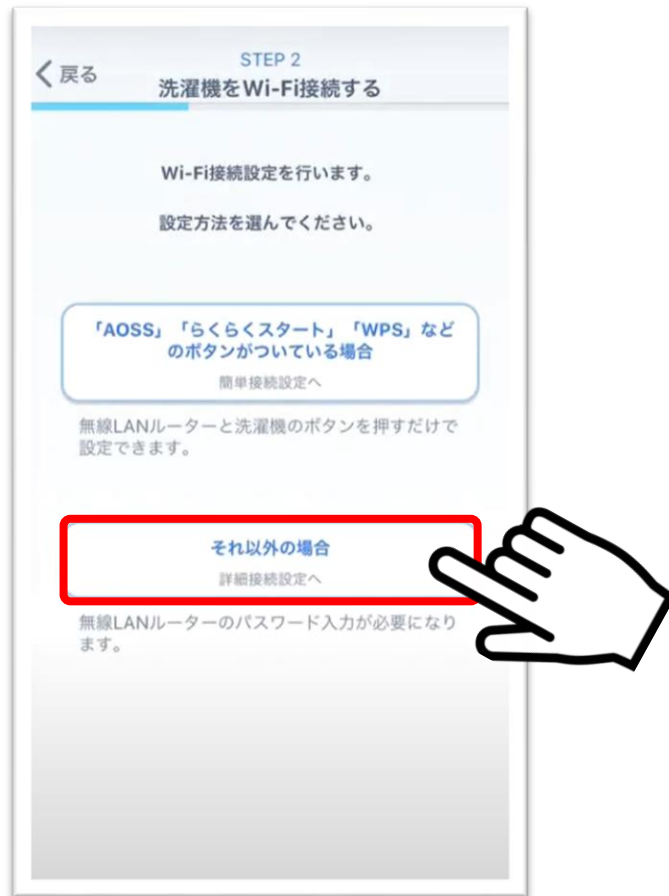 STEP 2
戻る
洗濯機をWi-Fi接続する
Wi-Fi接続設定を行います。
設定方法を選んでください。
「AOSS」「らくらくスタート」「WPS」など
のボタンがついている場合
簡単接続設定へ
無線LANルーターと洗濯機のボタンを押すだけで
設定できます。
それ以外の場合
詳細接続設定へ
無線LANルーターのパスワード入力が必要になり
ます。